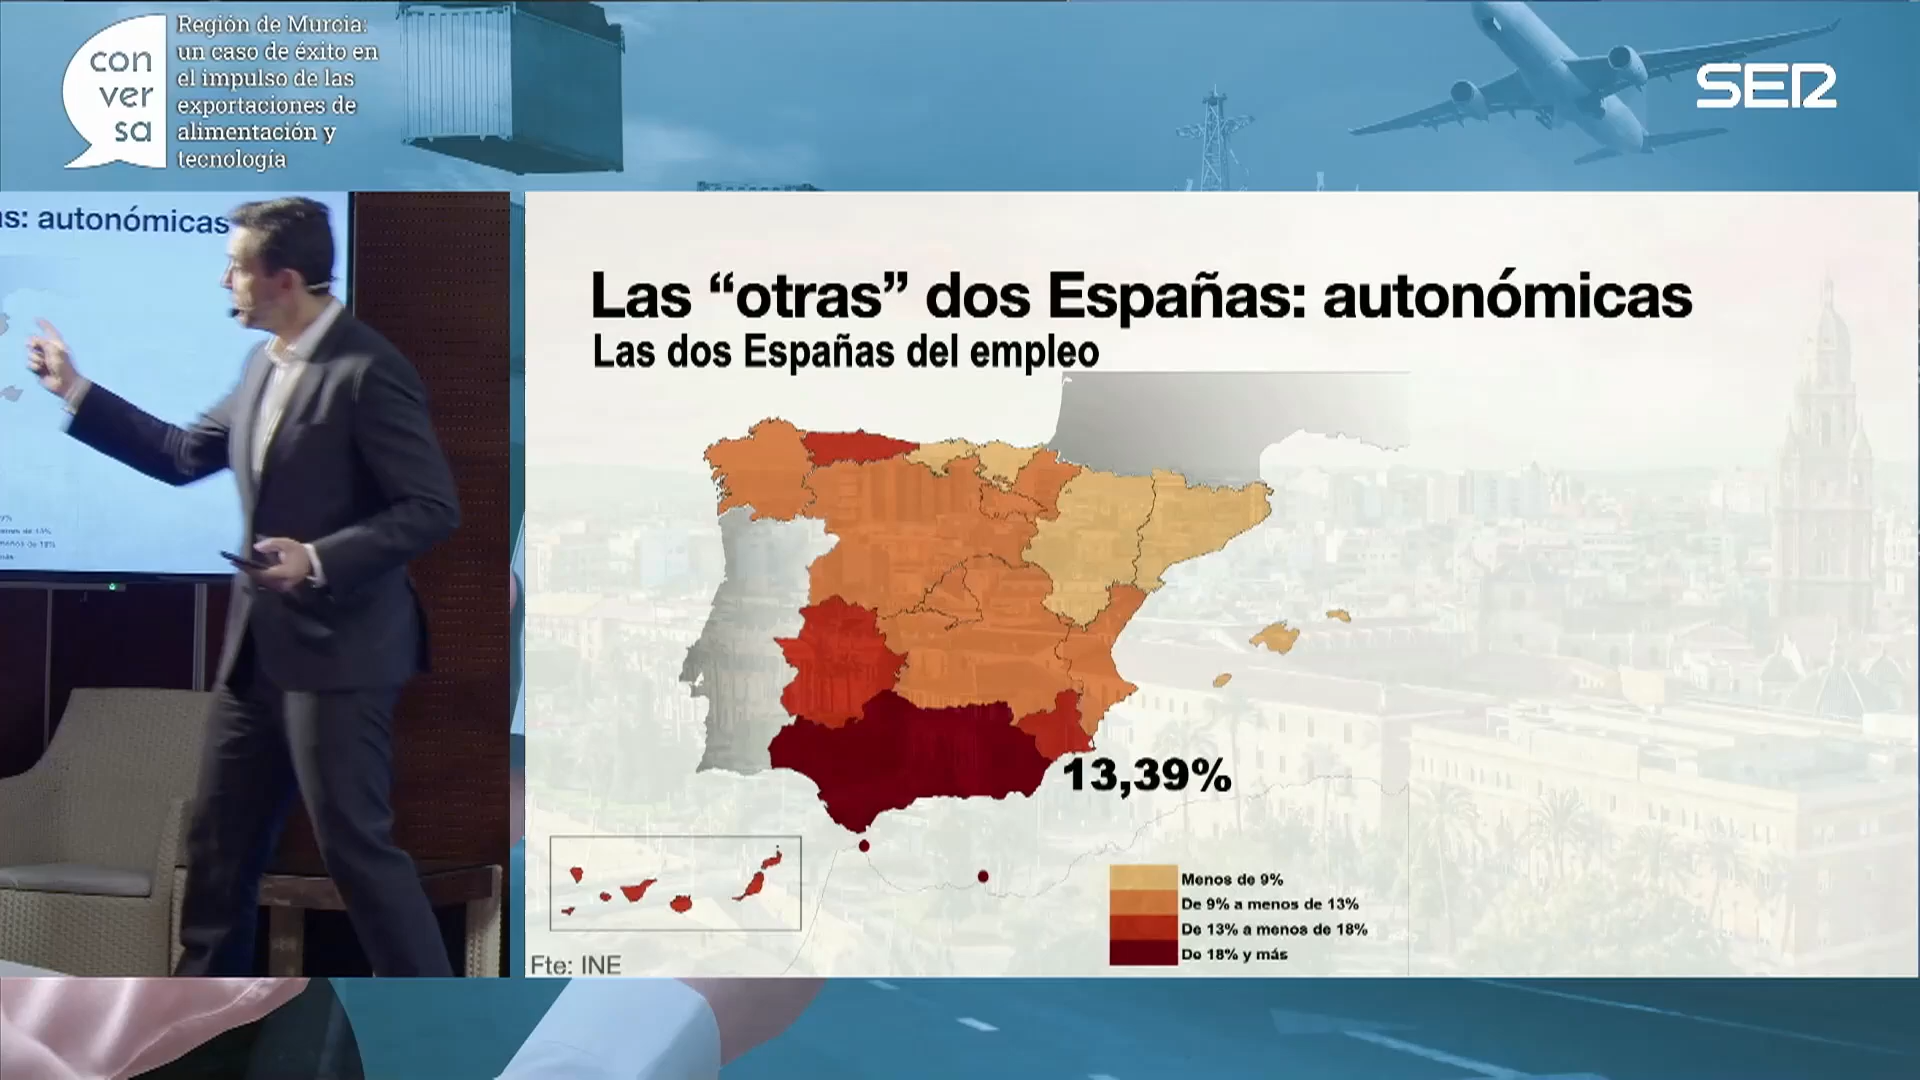 con
ver
sa
Región de Murcia:
un caso de éxito en
el impulso de las
exportaciones de
alimentación y
tecnología
SER
s: autonómicas
Las “otras” dos Españas: autonómicas
Las dos Españas del empleo
13,39%
Menos de 9%
De 9% a menos de 13%
De 13% a menos de 18%
De 18% y más
Fte: INE